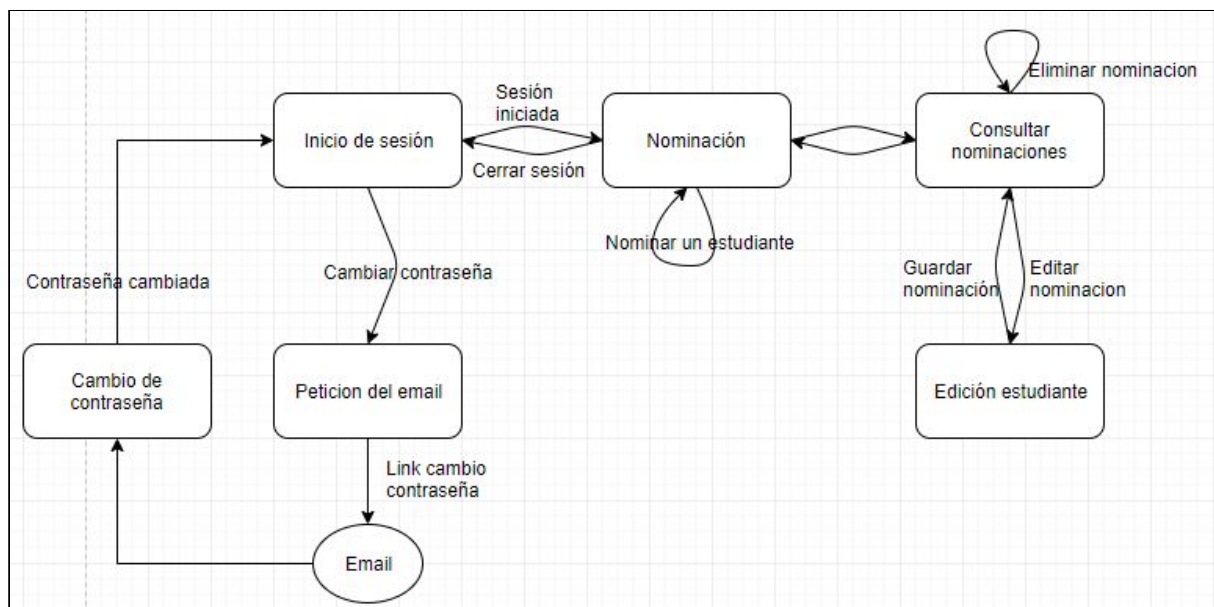 Eliminar nominacion
Sesión
iniciada
Inicio de sesión
Nominación
Consultar
nominaciones
Cerrar sesión
Nominar un estudiante
Cambiar contraseña
Contraseña cambiada
Guardar
nominación
Editar
nominacion
Cambio de
contraseña
Peticion del email
Edición estudiante
Link cambio
contraseña
Email